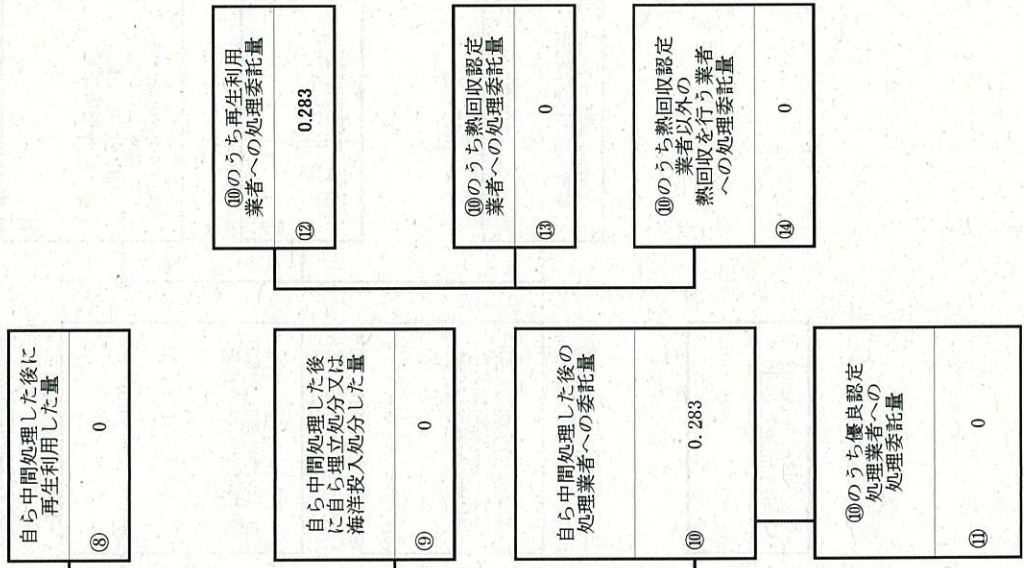 自ら中間処理した後に
再生利用した量
⑧
0
自ら中間処理した後
に自ら埋立処分又は
海洋投入処分した量
⑨
0
自ら中間処理した後の
処理業者への委託量
⑩
0.283
⑩のうち優良認定
処理業者への
処理委託量
⑪
0
⑩のうち再生利用
業者への処理委託量
⑫
0.283
⑩のうち熱回収認定
業者への処理委託量
⑬
0
⑩のうち熱回収認定
業者以外の
熱回収を行う業者
への処理委託量
⑭
0